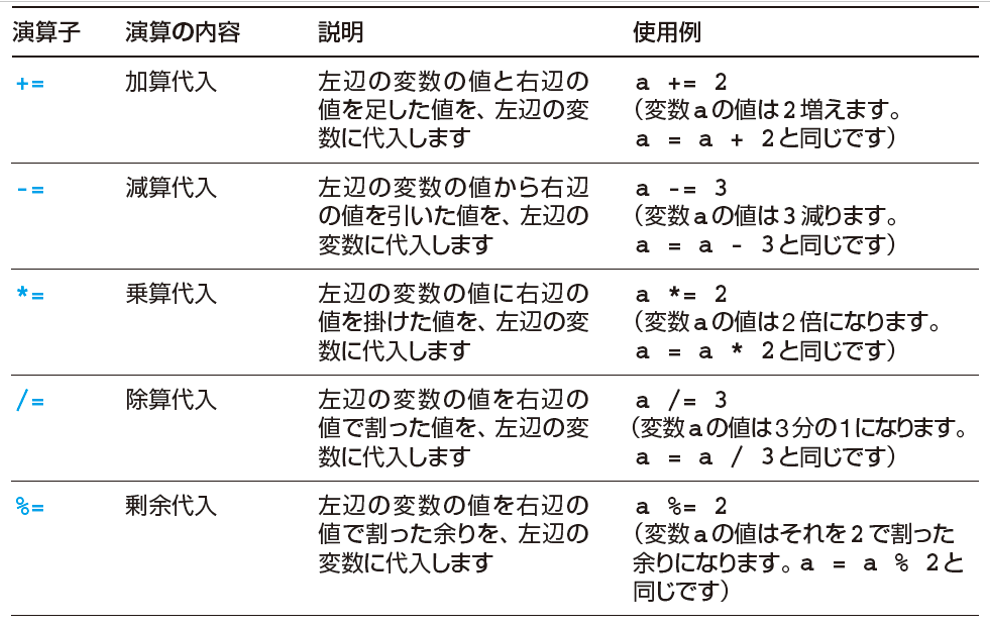 演算子 演算の内容 説明 使用例
+= 加算代入 左辺の変数の値と右辺の a += 2
値を足した値を、左辺の変 （変数aの値は2増えます。
数に代入します a = a + 2と同じです）
-= 減算代入 左辺の変数の値から右辺 a -= 3
の値を引いた値を、左辺の （変数aの値は3減ります。
変数に代入します a = a - 3と同じです）
*= 乗算代入 左辺の変数の値に右辺の a *= 2
値を掛けた値を、左辺の変 （変数aの値は2倍になります。
数に代入します a = a * 2と同じです）
/= 除算代入 左辺の変数の値を右辺の a /= 3
値で割った値を、左辺の変 （変数aの値は3分の1になります。
数に代入します a = a / 3と同じです）
%= 剰余代入 左辺の変数の値を右辺の a %= 2
値で割った余りを、左辺の （変数aの値はそれを2で割った
変数に代入します 余りになります。a = a % 2と
同じです）